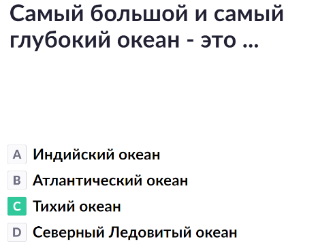 Самый большой и самый
глубокий океан - это ...
A Индийский океан
B Атлантический океан
C Тихий океан
D Северный Ледовитый океан